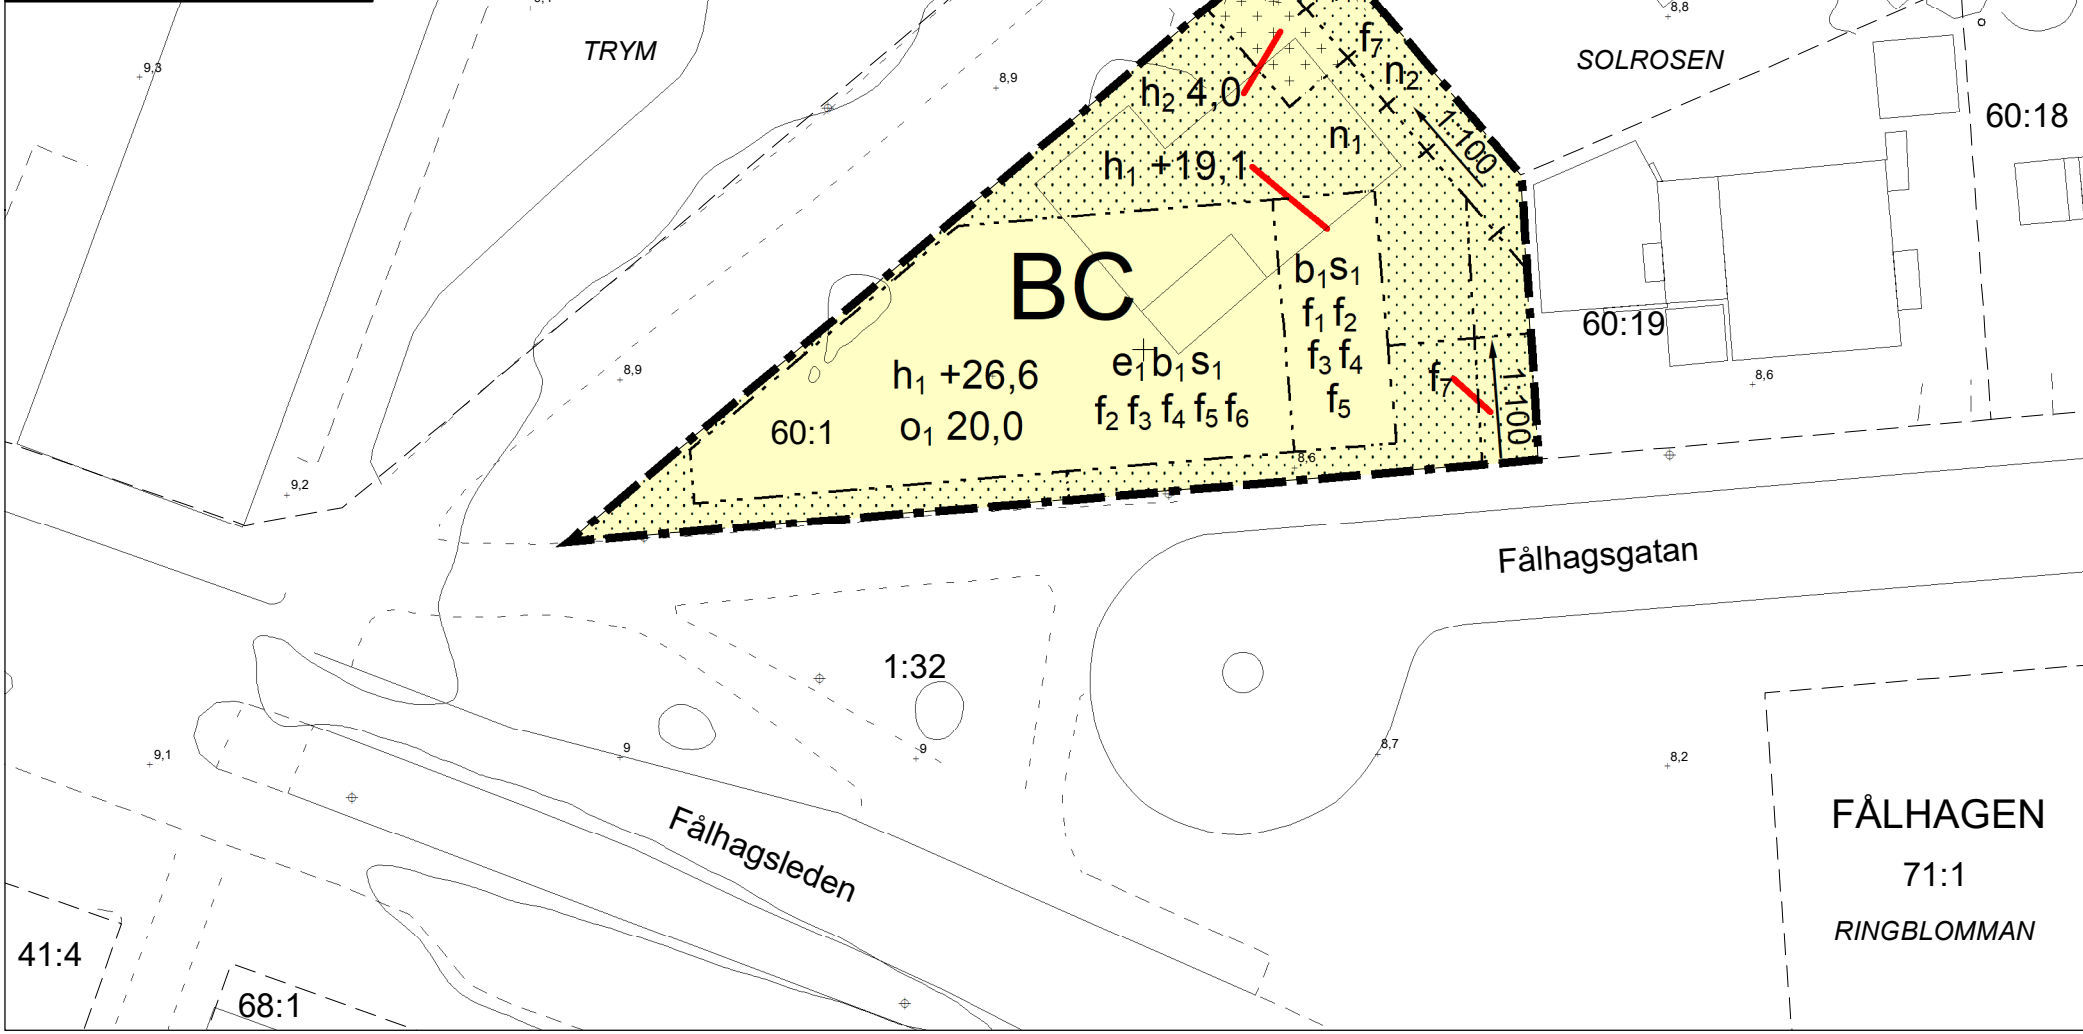 8,8
TRYM
SOLROSEN
9,3
8,9
f7
n2
h2 4,0
60:18
1:100
n1
h1 +19,1
BC
b1s1
f1 f2
f3 f4
f5
60:19
8,9
h1 +26,6
e1b1s1
f7
8,6
o1 20,0
f2 f3 f4 f5 f6
1:100
60:1
8,6
9,2
Fålhagsgatan
1:32
9,1
9
9
8,7
8,2
Fålhagsleden
FÅLHAGEN
71:1
RINGBLOMMAN
41:4
68:1